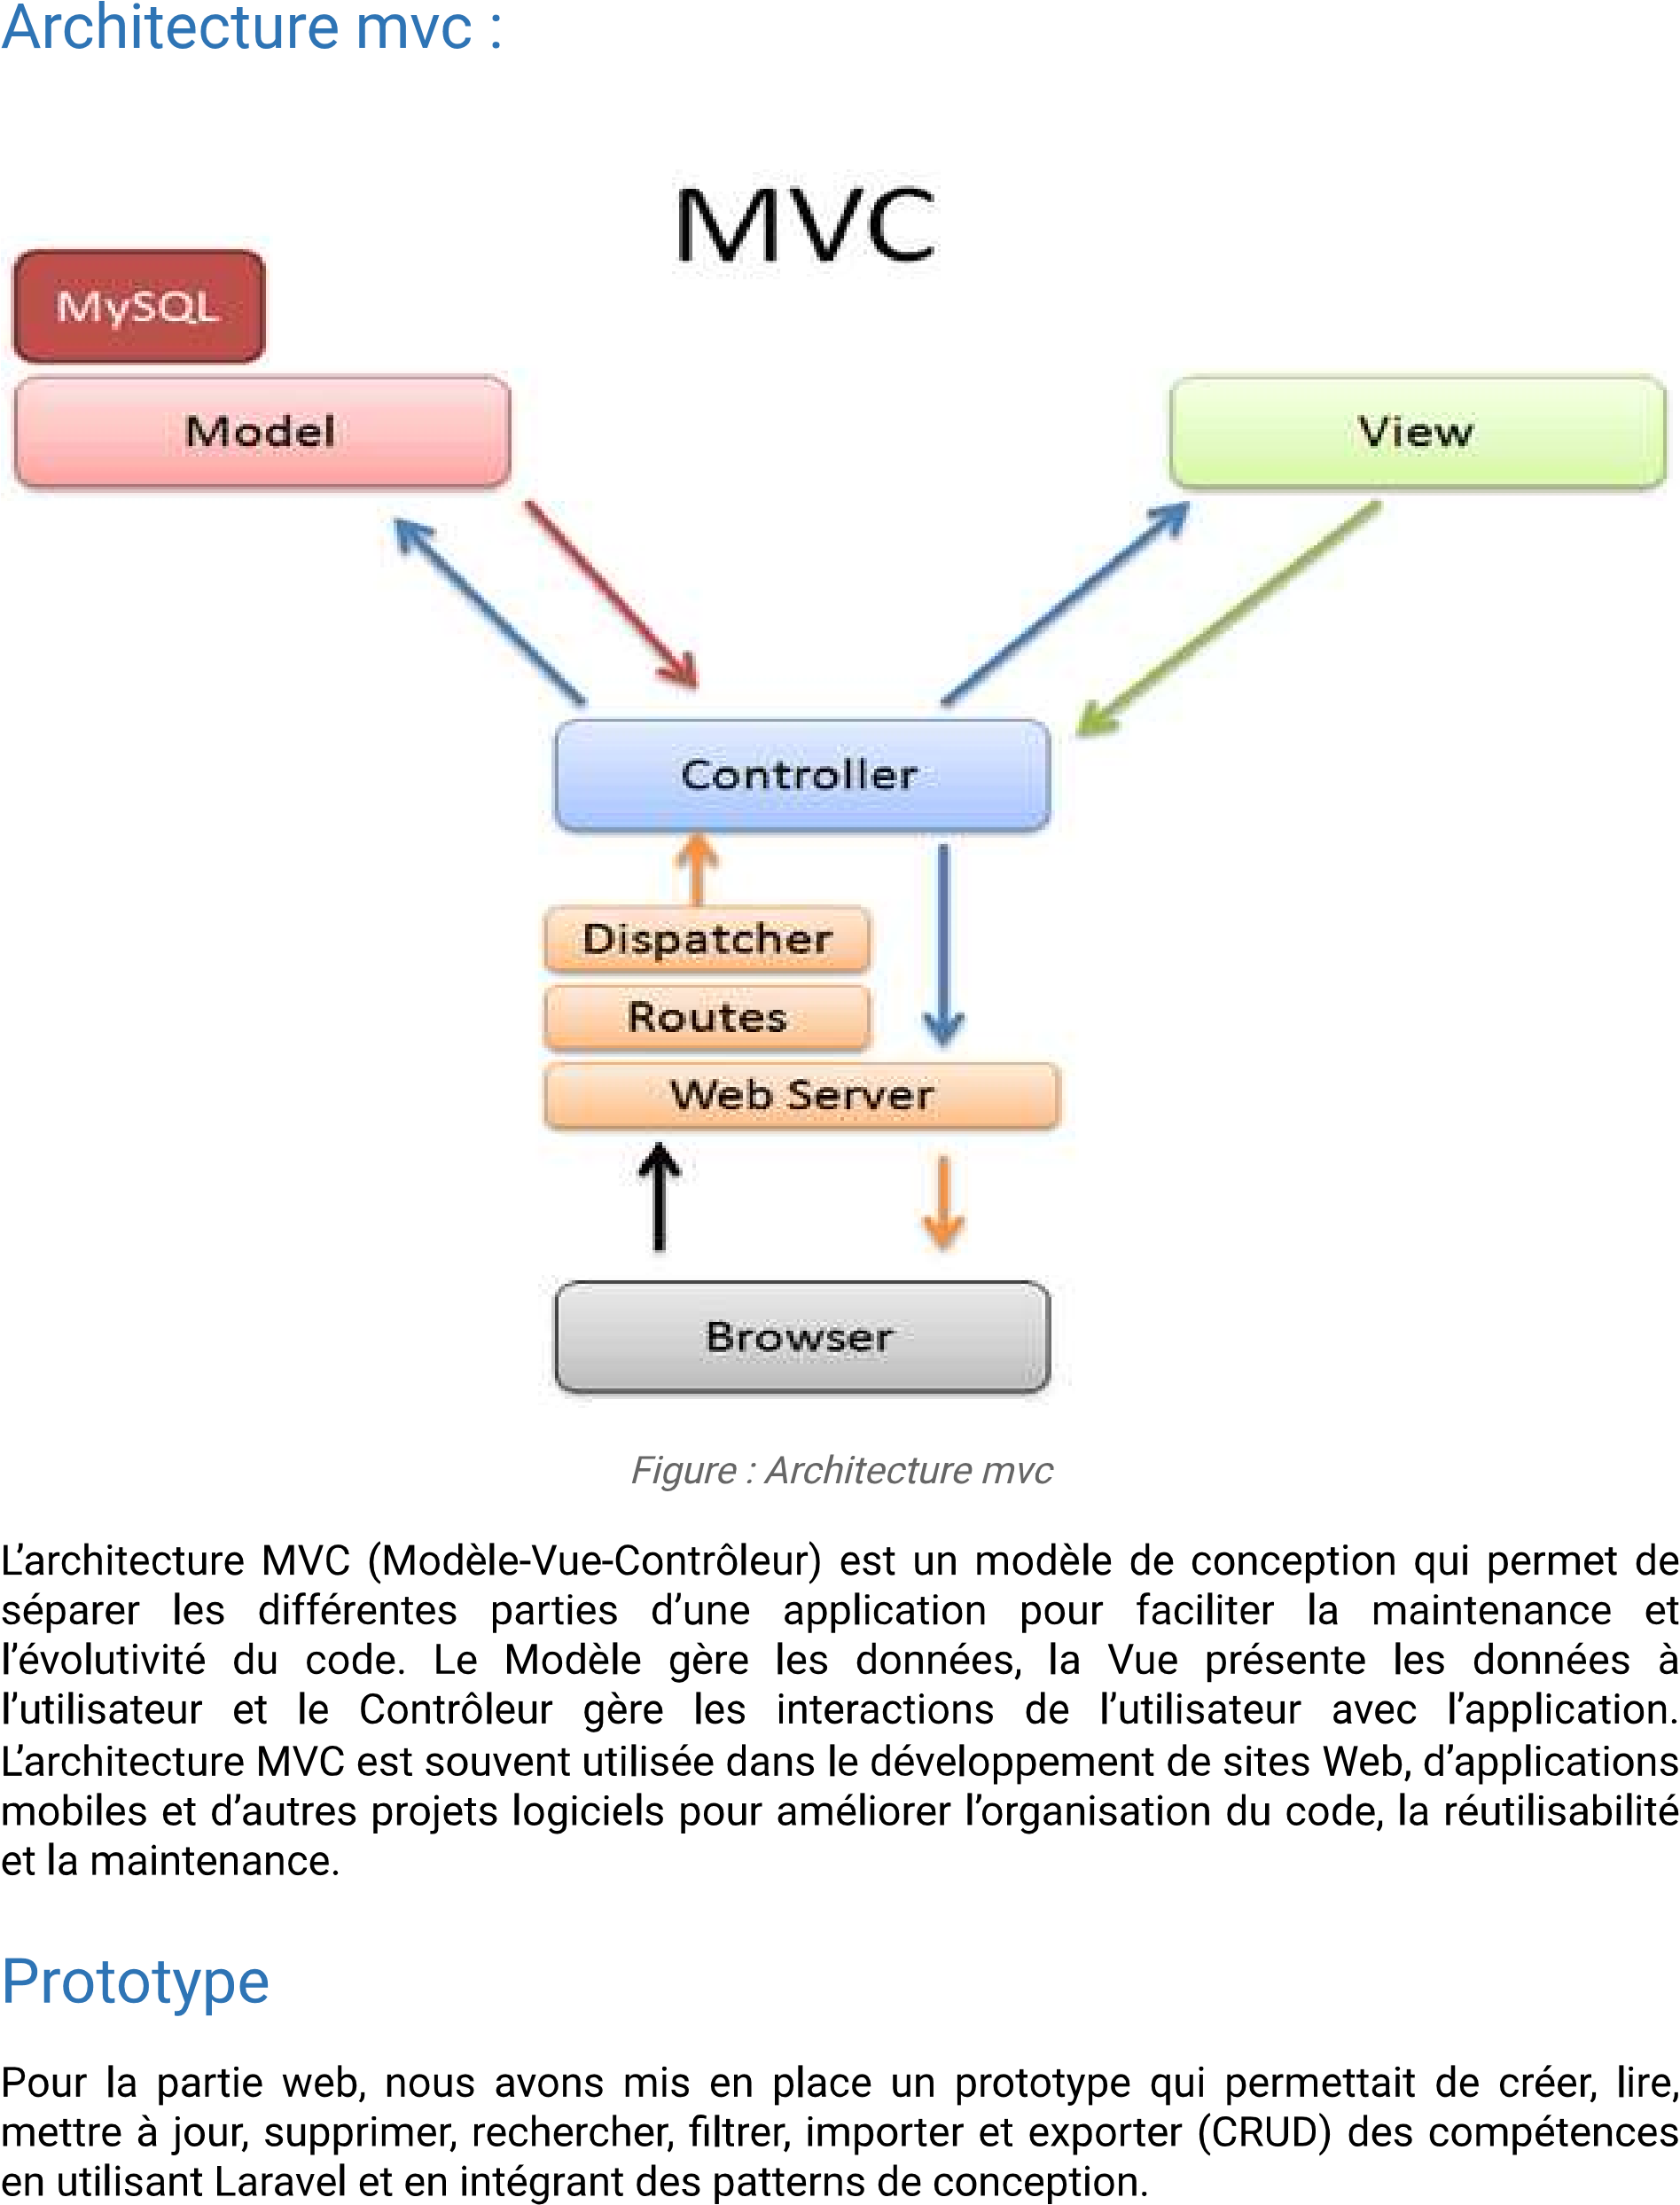 Architecture mvc :
MVC
MySQL
Model
View
Controller
Dispatcher
Routes
Web Server
Browser
Figure : Architecture mvc
L’architecture MVC (Modèle-Vue-Contrôleur) est un modèle de conception qui permet de
séparer les différentes parties d’une application pour faciliter la maintenance et
l’évolutivité du code. Le Modèle gère les données, la Vue présente les données à
l’utilisateur et le Contrôleur gère les interactions de l’utilisateur avec l’application.
L’architecture MVC est souvent utilisée dans le développement de sites Web, d’applications
mobiles et d’autres projets logiciels pour améliorer l’organisation du code, la réutilisabilité
et la maintenance.
Prototype
Pour la partie web, nous avons mis en place un prototype qui permettait de créer, lire,
mettre à jour, supprimer, rechercher, filtrer, importer et exporter (CRUD) des compétences
en utilisant Laravel et en intégrant des patterns de conception.